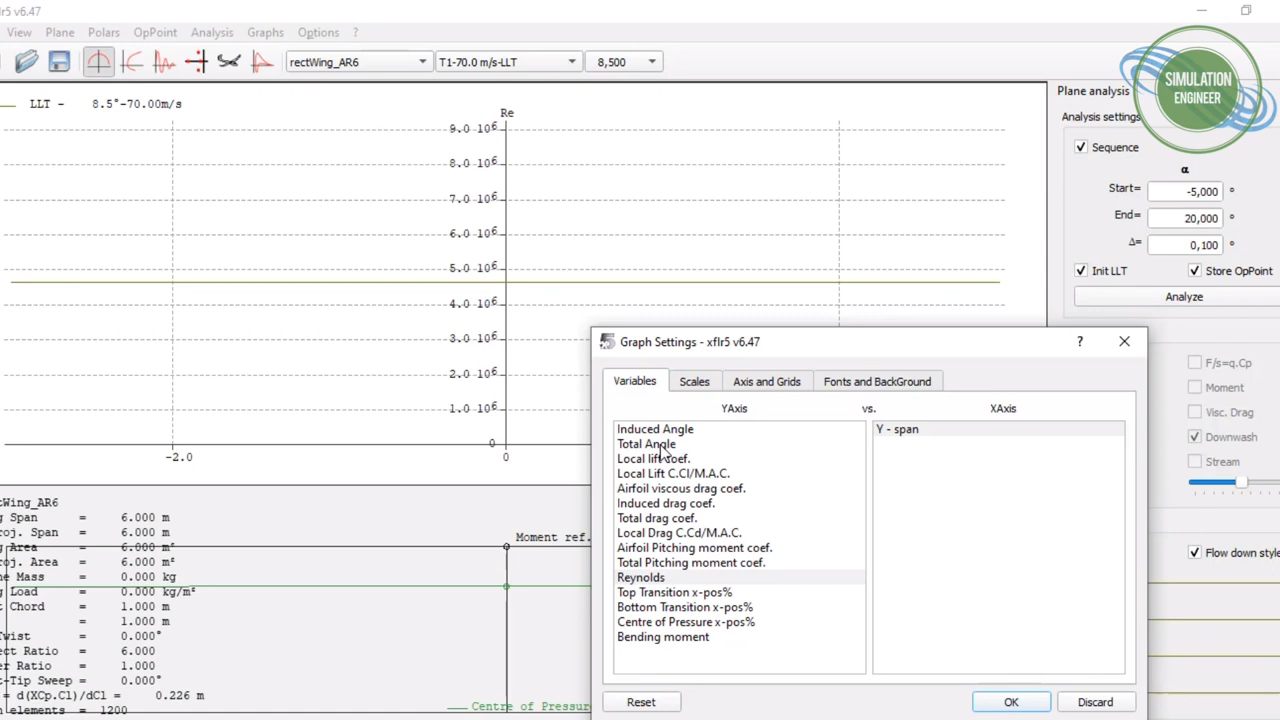 flr5 v6.47
View Plane Polars OpPoint Analysis Graphs Options ?
rectWing_AR6 T1-70.0 m/s-LLT 8,500
SIMULATION
ENGINEER
LLT - 8.5°-70.00m/s
Re
9.0 10⁶
8.0 10⁶
7.0 10⁶
6.0 10⁶
5.0 10⁶
4.0 10⁶
3.0 10⁶
2.0 10⁶
1.0 10⁶
0
-2.0 0
Plane analysis
Analysis settings
Sequence
α
Start= -5,000 °
End= 20,000 °
Δ= 0,100 °
Init LLT Store OpPoint
Analyze
F/s=q.Cp
Moment
Visc. Drag
Downwash
Stream
Flow down style
Graph Settings - xflr5 v6.47 ?
Variables Scales Axis and Grids Fonts and BackGround
YAxis vs. XAxis
Induced Angle
Total Angle
Local lift coef.
Local Lift C.Cl/M.A.C.
Airfoil viscous drag coef.
Induced drag coef.
Total drag coef.
Local Drag C.Cd/M.A.C.
Airfoil Pitching moment coef.
Total Pitching moment coef.
Reynolds
Top Transition x-pos%
Bottom Transition x-pos%
Centre of Pressure x-pos%
Bending moment
Y - span
Reset OK Discard
ctWing_AR6
g Span = 6.000 m
roj. Span = 6.000 m
g Area = 6.000 m²
roj. Area = 6.000 m²
ne Mass = 0.000 kg
g Load = 0.000 kg/m²
t Chord = 1.000 m
= 1.000 m
Twist = 0.000°
ect Ratio = 6.000
er Ratio = 1.000
t-Tip Sweep = 0.000°
= d(XCp.Cl)/dCl = 0.226 m
h elements = 1200
Moment ref.
Centre of Pressure